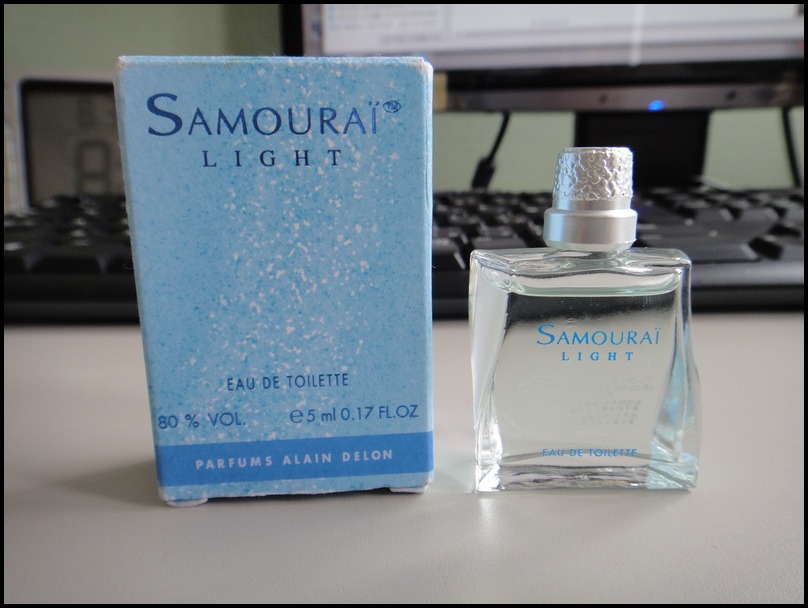 SAMOURAÏ
LIGHT
EAU DE TOILETTE
80 % VOL. ℮ 5 ml 0.17 FL.OZ
PARFUMS ALAIN DELON
SAMOURAÏ
LIGHT
EAU DE TOILETTE